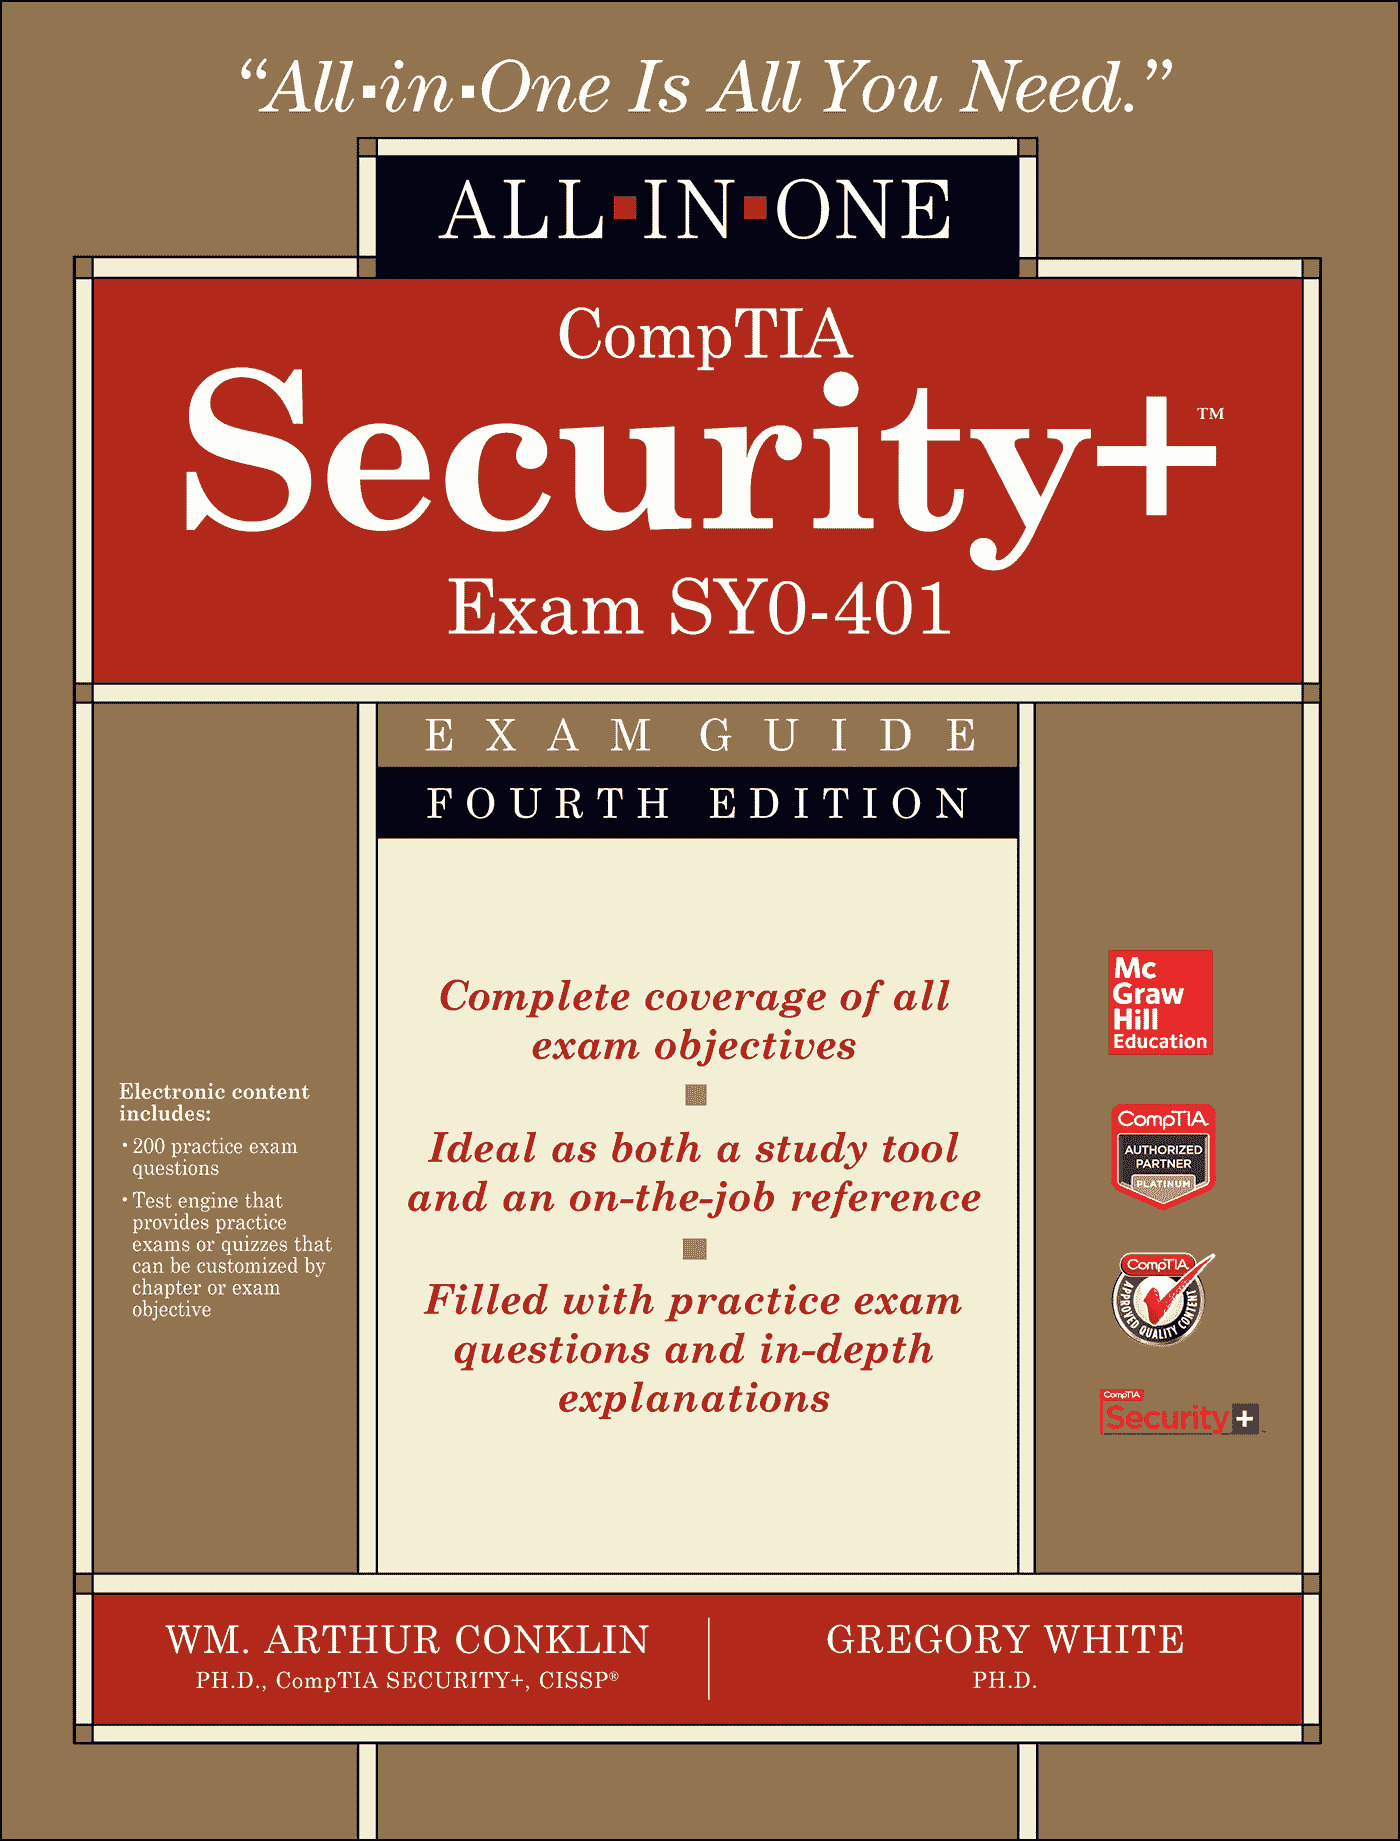 “All▪in▪One Is All You Need.”
ALL▪IN▪ONE
CompTIA
Security+™
Exam SY0-401
EXAM GUIDE
FOURTH EDITION
Complete coverage of all
exam objectives
Ideal as both a study tool
and an on-the-job reference
Filled with practice exam
questions and in-depth
explanations
Electronic content
includes:
• 200 practice exam
questions
• Test engine that
provides practice
exams or quizzes that
can be customized by
chapter or exam
objective
Mc
Graw
Hill
Education
CompTIA
AUTHORIZED
PARTNER
PLATINUM
CompTIA
APPROVED QUALITY CONTENT
CompTIA
Security+
WM. ARTHUR CONKLIN
PH.D., CompTIA SECURITY+, CISSP®
GREGORY WHITE
PH.D.